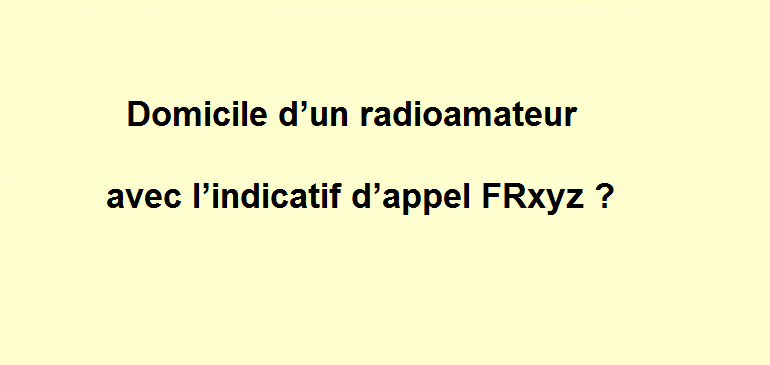 Domicile d’un radioamateur
avec l’indicatif d’appel FRxyz ?